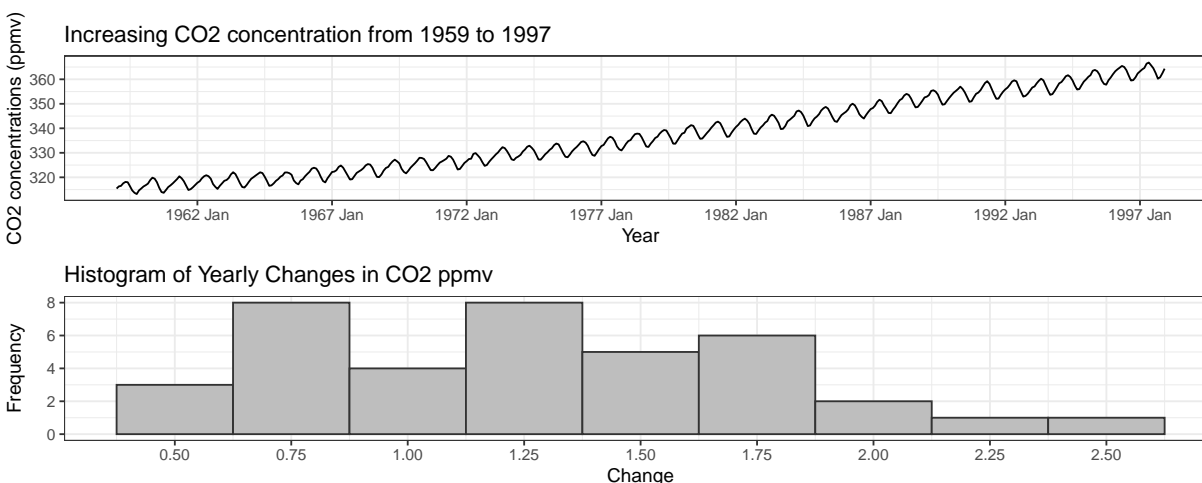 Increasing CO2 concentration from 1959 to 1997
CO2 concentrations (ppmv)
360
350
340
330
320
1962 Jan 1967 Jan 1972 Jan 1977 Jan 1982 Jan 1987 Jan 1992 Jan 1997 Jan
Year
Histogram of Yearly Changes in CO2 ppmv
Frequency
8
6
4
2
0
0.50 0.75 1.00 1.25 1.50 1.75 2.00 2.25 2.50
Change